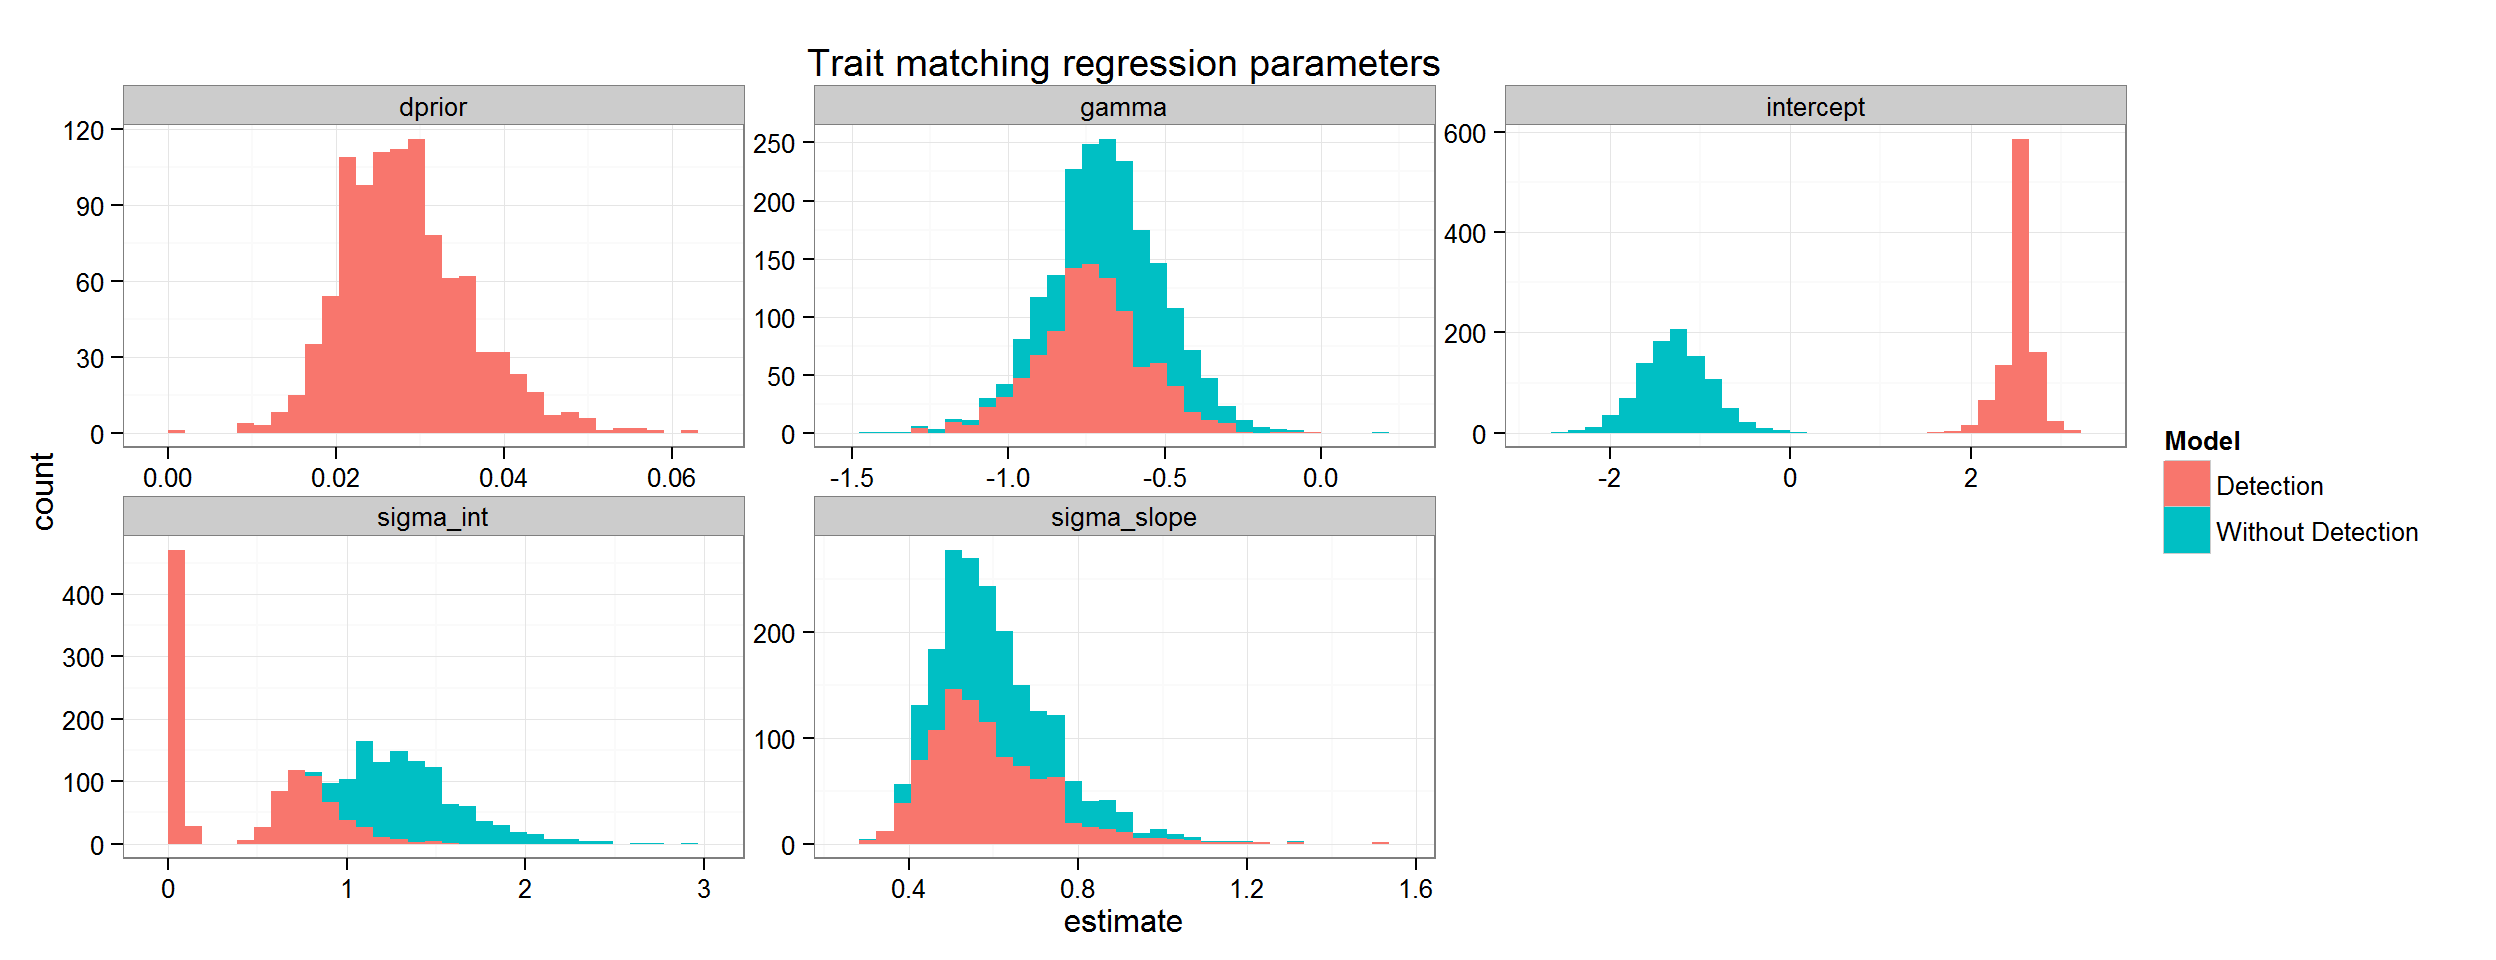 Trait matching regression parameters
dprior
gamma
intercept
120
90
60
30
0
0.00 0.02 0.04 0.06
250
200
150
100
50
0
-1.5 -1.0 -0.5 0.0
600
400
200
0
-2 0 2
count
sigma_int
sigma_slope
400
300
200
100
0
0 1 2 3
200
100
0
0.4 0.8 1.2 1.6
estimate
Model
Detection
Without Detection